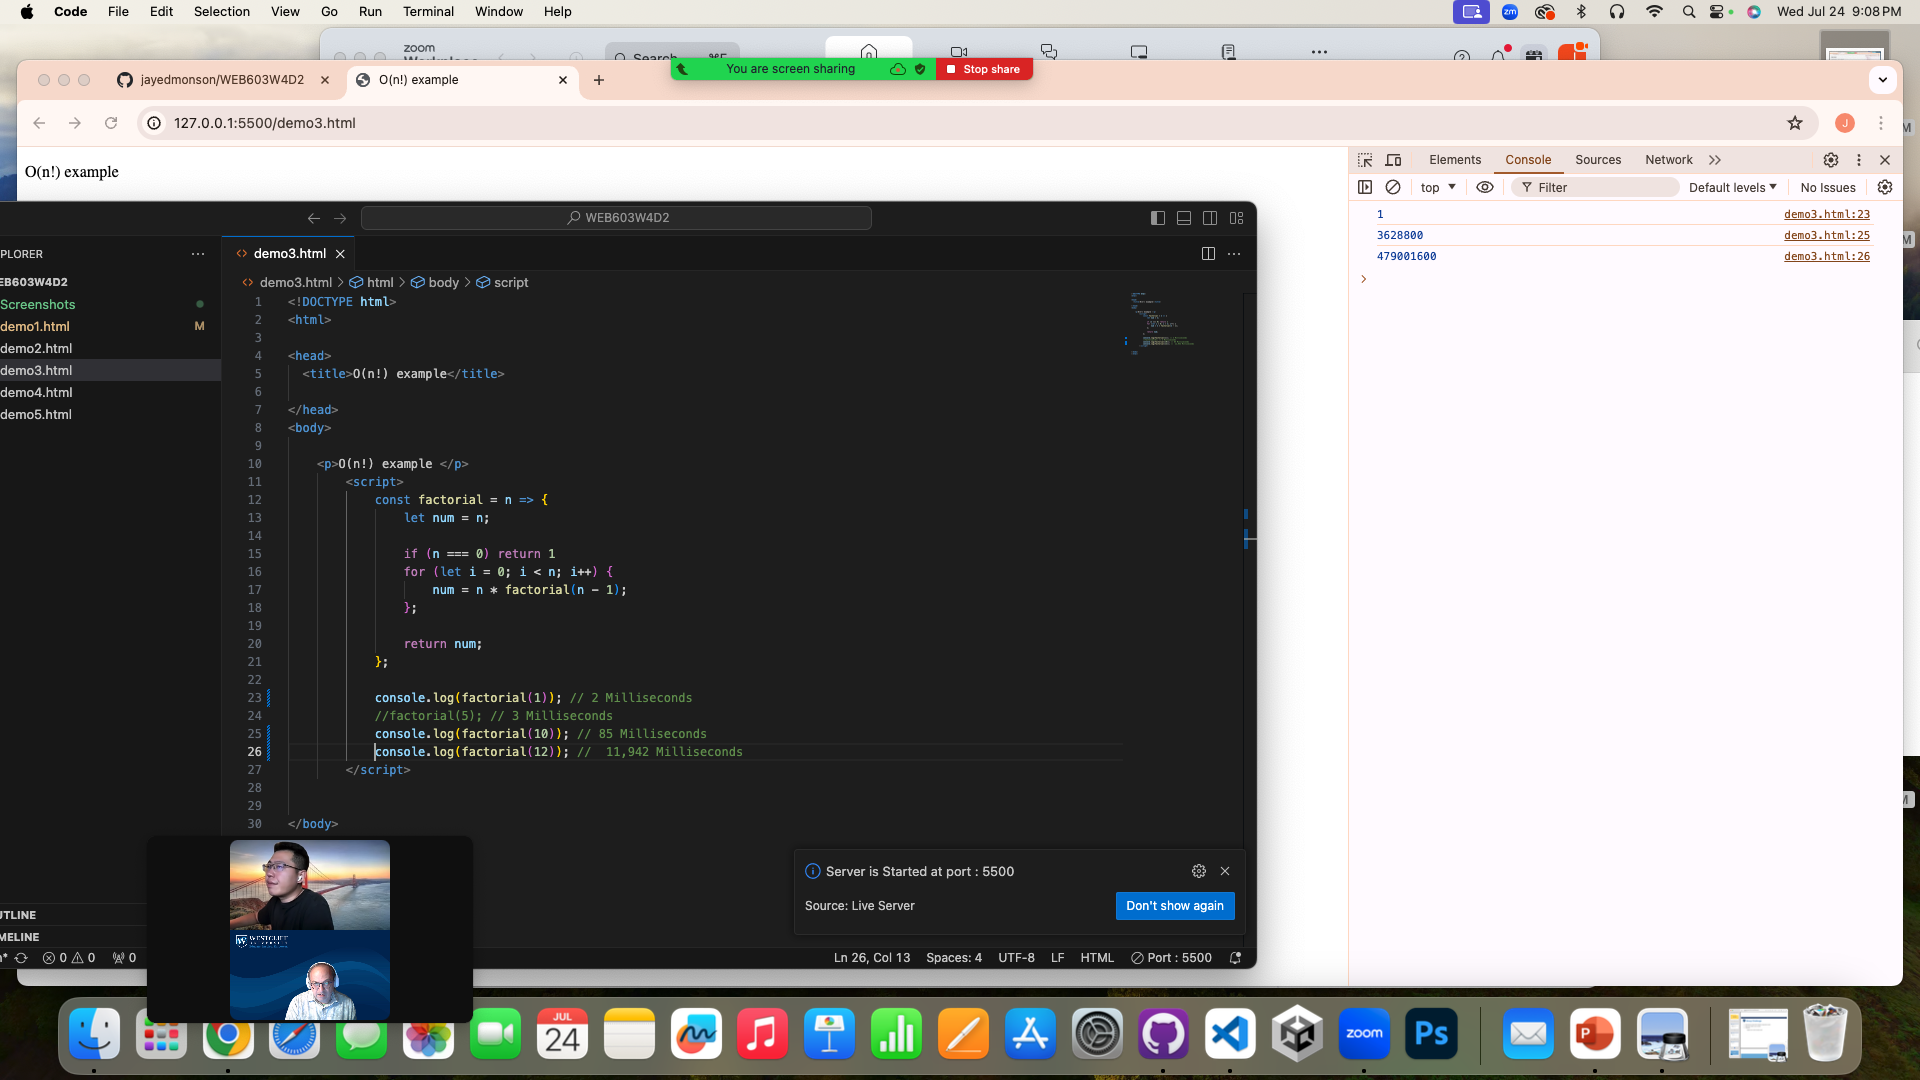 Code File Edit Selection View Go Run Terminal Window Help
zm
Wed Jul 24 9:08 PM
zoom
Search
You are screen sharing
Stop share
jayedmonson/WEB603W4D2
O(n!) example
127.0.0.1:5500/demo3.html
J
O(n!) example
Elements Console Sources Network
top Filter Default levels No Issues
1 demo3.html:23
3628800 demo3.html:25
479001600 demo3.html:26
WEB603W4D2
PLORER
EB603W4D2
Screenshots
demo1.html M
demo2.html
demo3.html
demo4.html
demo5.html
demo3.html
demo3.html > html > body > script
1 <!DOCTYPE html>
2 <html>
3
4 <head>
5 <title>O(n!) example</title>
6
7 </head>
8 <body>
9
10 <p>O(n!) example </p>
11 <script>
12 const factorial = n => {
13 let num = n;
14
15 if (n === 0) return 1
16 for (let i = 0; i < n; i++) {
17 num = n * factorial(n - 1);
18 };
19
20 return num;
21 };
22
23 console.log(factorial(1)); // 2 Milliseconds
24 //factorial(5); // 3 Milliseconds
25 console.log(factorial(10)); // 85 Milliseconds
26 console.log(factorial(12)); // 11,942 Milliseconds
27 </script>
28
29
30 </body>
Server is Started at port : 5500
Source: Live Server
Don't show again
UTLINE
MELINE
0 0 0
Ln 26, Col 13 Spaces: 4 UTF-8 LF HTML Port : 5500
WESTCLIFF
JUL
24
zoom
Ps
P